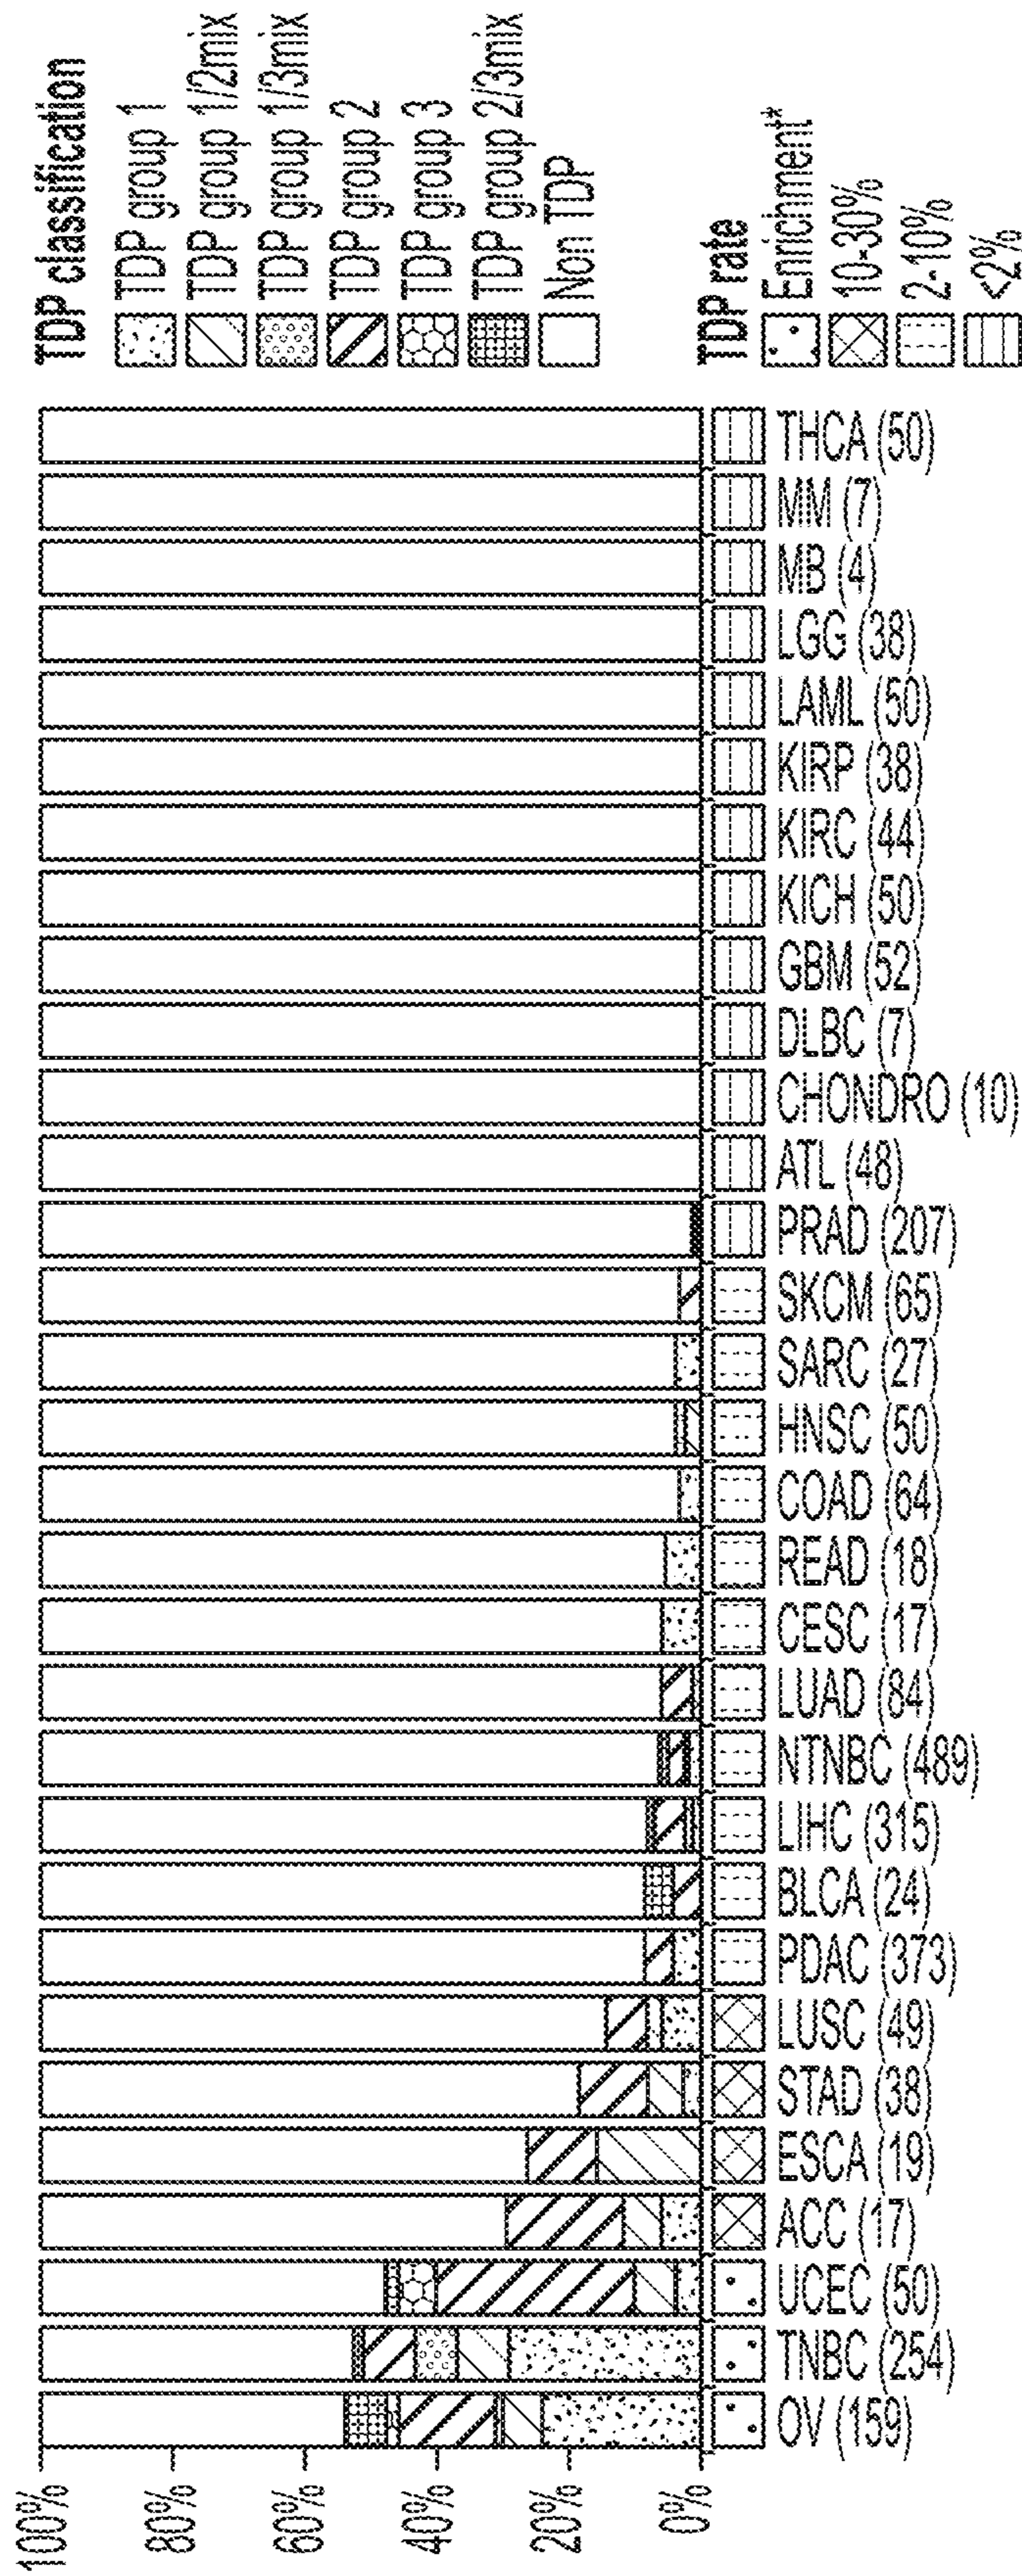 100%
80%
60%
40%
20%
0%
OV (159)
TNBC (254)
UCEC (50)
ACC (17)
ESCA (19)
STAD (38)
LUSC (49)
PDAC (373)
BLCA (24)
LIHC (315)
NTNBC (489)
LUAD (84)
CESC (17)
READ (18)
COAD (64)
HNSC (50)
SARC (27)
SKCM (65)
PRAD (207)
ATL (48)
CHONDRO (10)
DLBC (7)
GBM (52)
KICH (50)
KIRC (44)
KIRP (38)
LAML (50)
LGG (38)
MB (4)
MM (7)
THCA (50)
TDP classification
TDP group 1
TDP group 1/2mix
TDP group 1/3mix
TDP group 2
TDP group 3
TDP group 2/3mix
Non TDP
TDP rate
Enrichment*
10-30%
2-10%
<2%